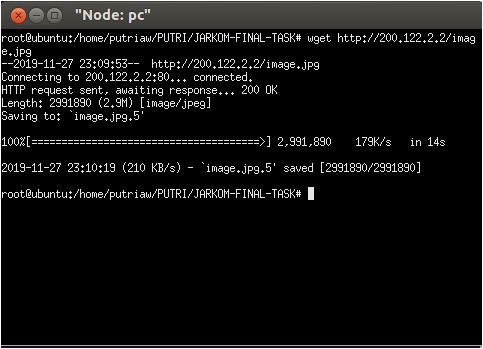 "Node: pc"
root@ubuntu:/home/putriaw/PUTRI/JARKOM-FINAL-TASK# wget http://200.122.2.2/imag
e.jpg
--2019-11-27 23:09:53--  http://200.122.2.2/image.jpg
Connecting to 200.122.2.2:80... connected.
HTTP request sent, awaiting response... 200 OK
Length: 2991890 (2.9M) [image/jpeg]
Saving to: `image.jpg.5'
100%[======================================>] 2,991,890    179K/s   in 14s
2019-11-27 23:10:19 (210 KB/s) - `image.jpg.5' saved [2991890/2991890]
root@ubuntu:/home/putriaw/PUTRI/JARKOM-FINAL-TASK#